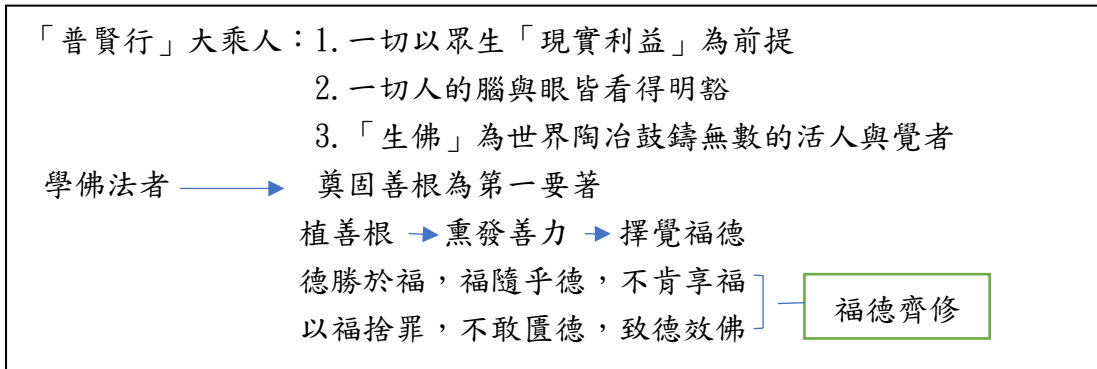 「普賢行」大乘人：1.一切以眾生「現實利益」為前提
2.一切人的腦與眼皆看得明豁
3.「生佛」為世界陶冶鼓鑄無數的活人與覺者
學佛法者 奠固善根為第一要著
植善根 熏發善力 擇覺福德
德勝於福，福隨乎德，不肯享福
以福捨罪，不敢匱德，致德效佛
福德齊修